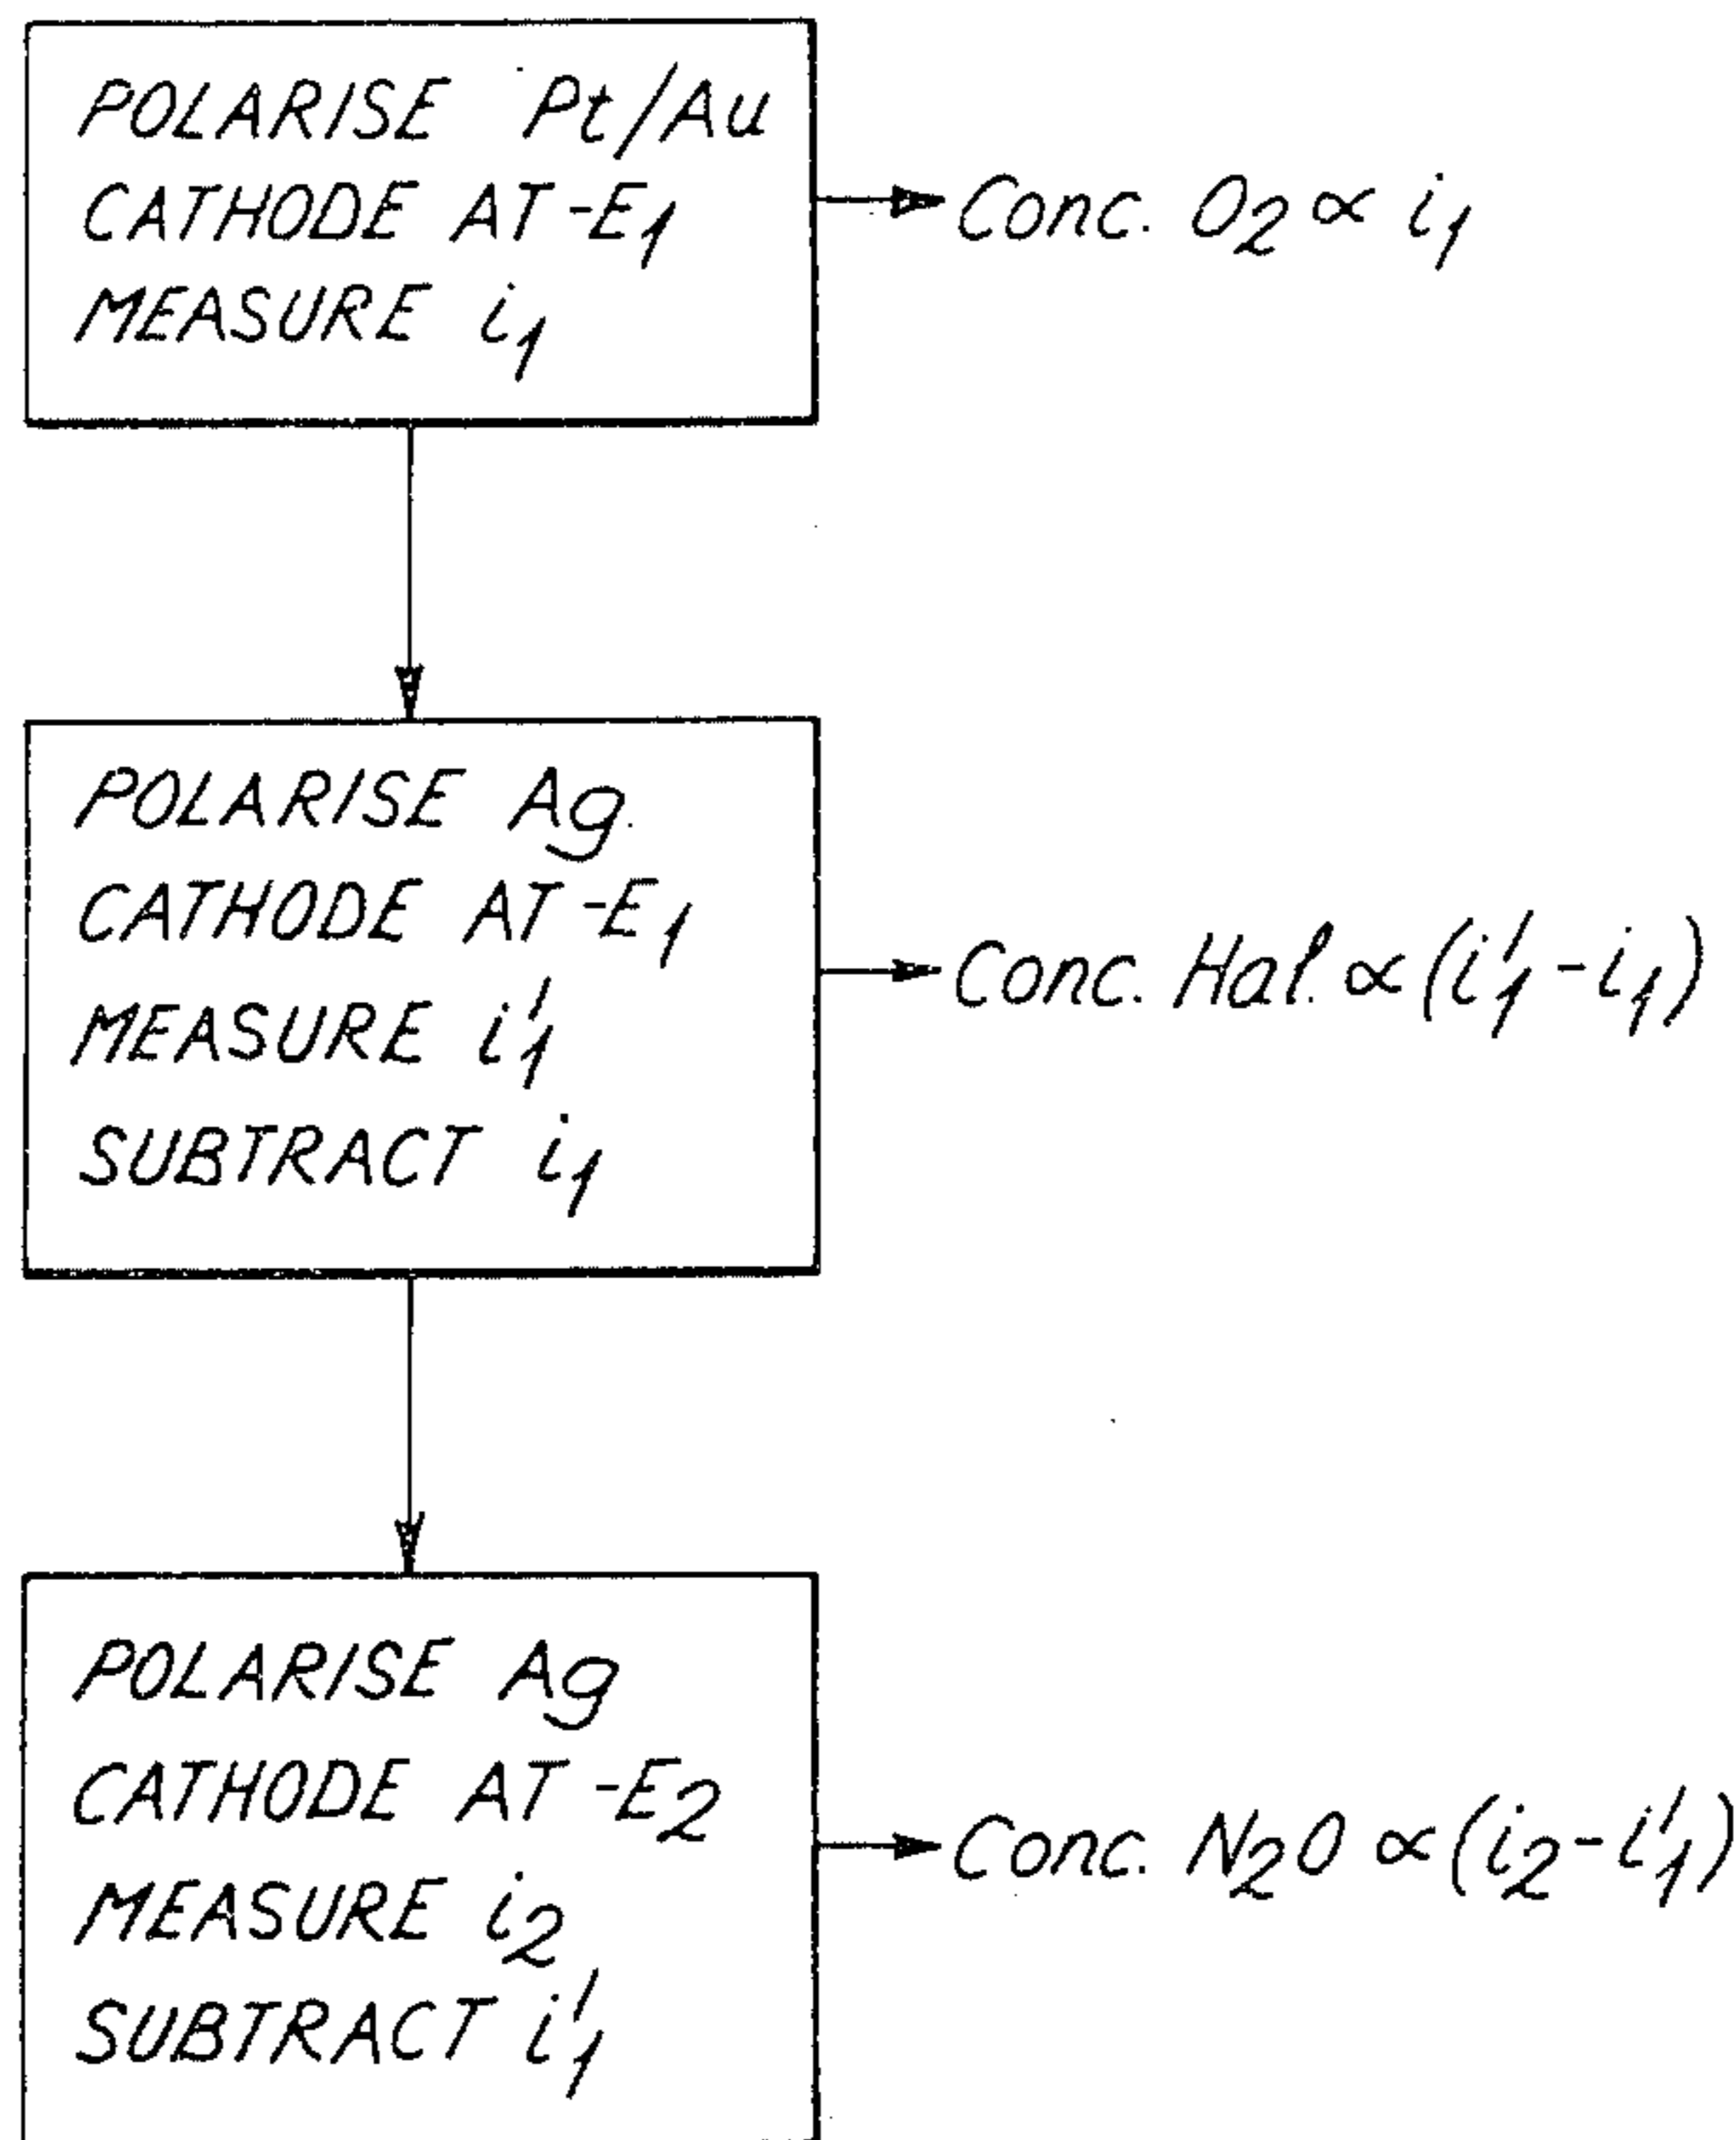 POLARISE Pt/Au
CATHODE AT -E₁
MEASURE i₁
Conc. O₂ ∝ i₁
POLARISE Ag.
CATHODE AT -E₁
MEASURE i'₁
SUBTRACT i₁
Conc. Hal. ∝ (i'₁ - i₁)
POLARISE Ag
CATHODE AT -E₂
MEASURE i₂
SUBTRACT i'₁
Conc. N₂O ∝ (i₂ - i'₁)